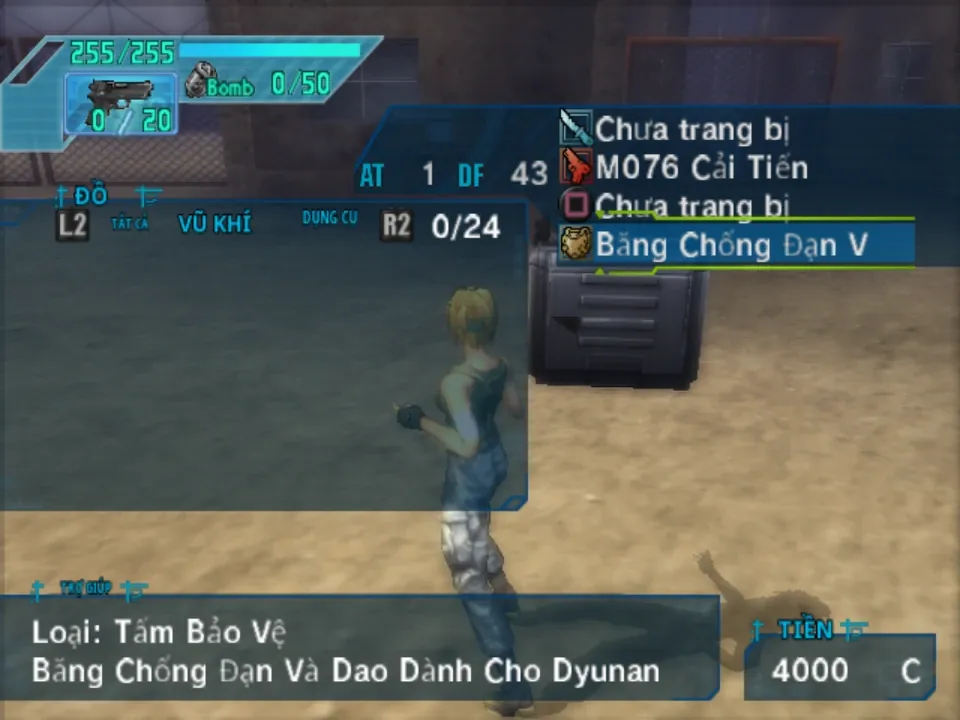 255/255
Bomb 0/50
0 / 20
Chưa trang bị
AT 1 DF 43
M076 Cải Tiến
Chưa trang bị
Băng Chống Đạn V
ĐỒ
L2 TẤT CẢ VŨ KHÍ DỤNG CỤ R2 0/24
TRỢ GIÚP
Loại: Tấm Bảo Vệ
Băng Chống Đạn Và Dao Dành Cho Dyunan
TIỀN
4000 C